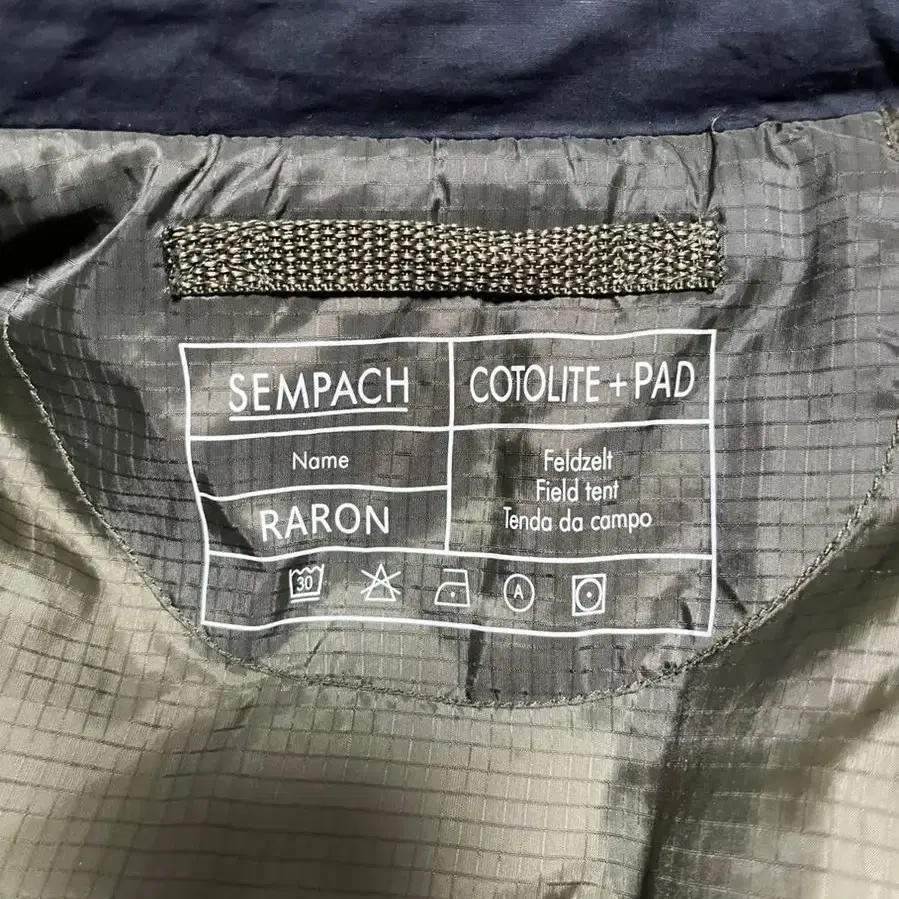 SEMPACH
COTOLITE + PAD
Name
RARON
Feldzelt
Field tent
Tenda da campo
30
A